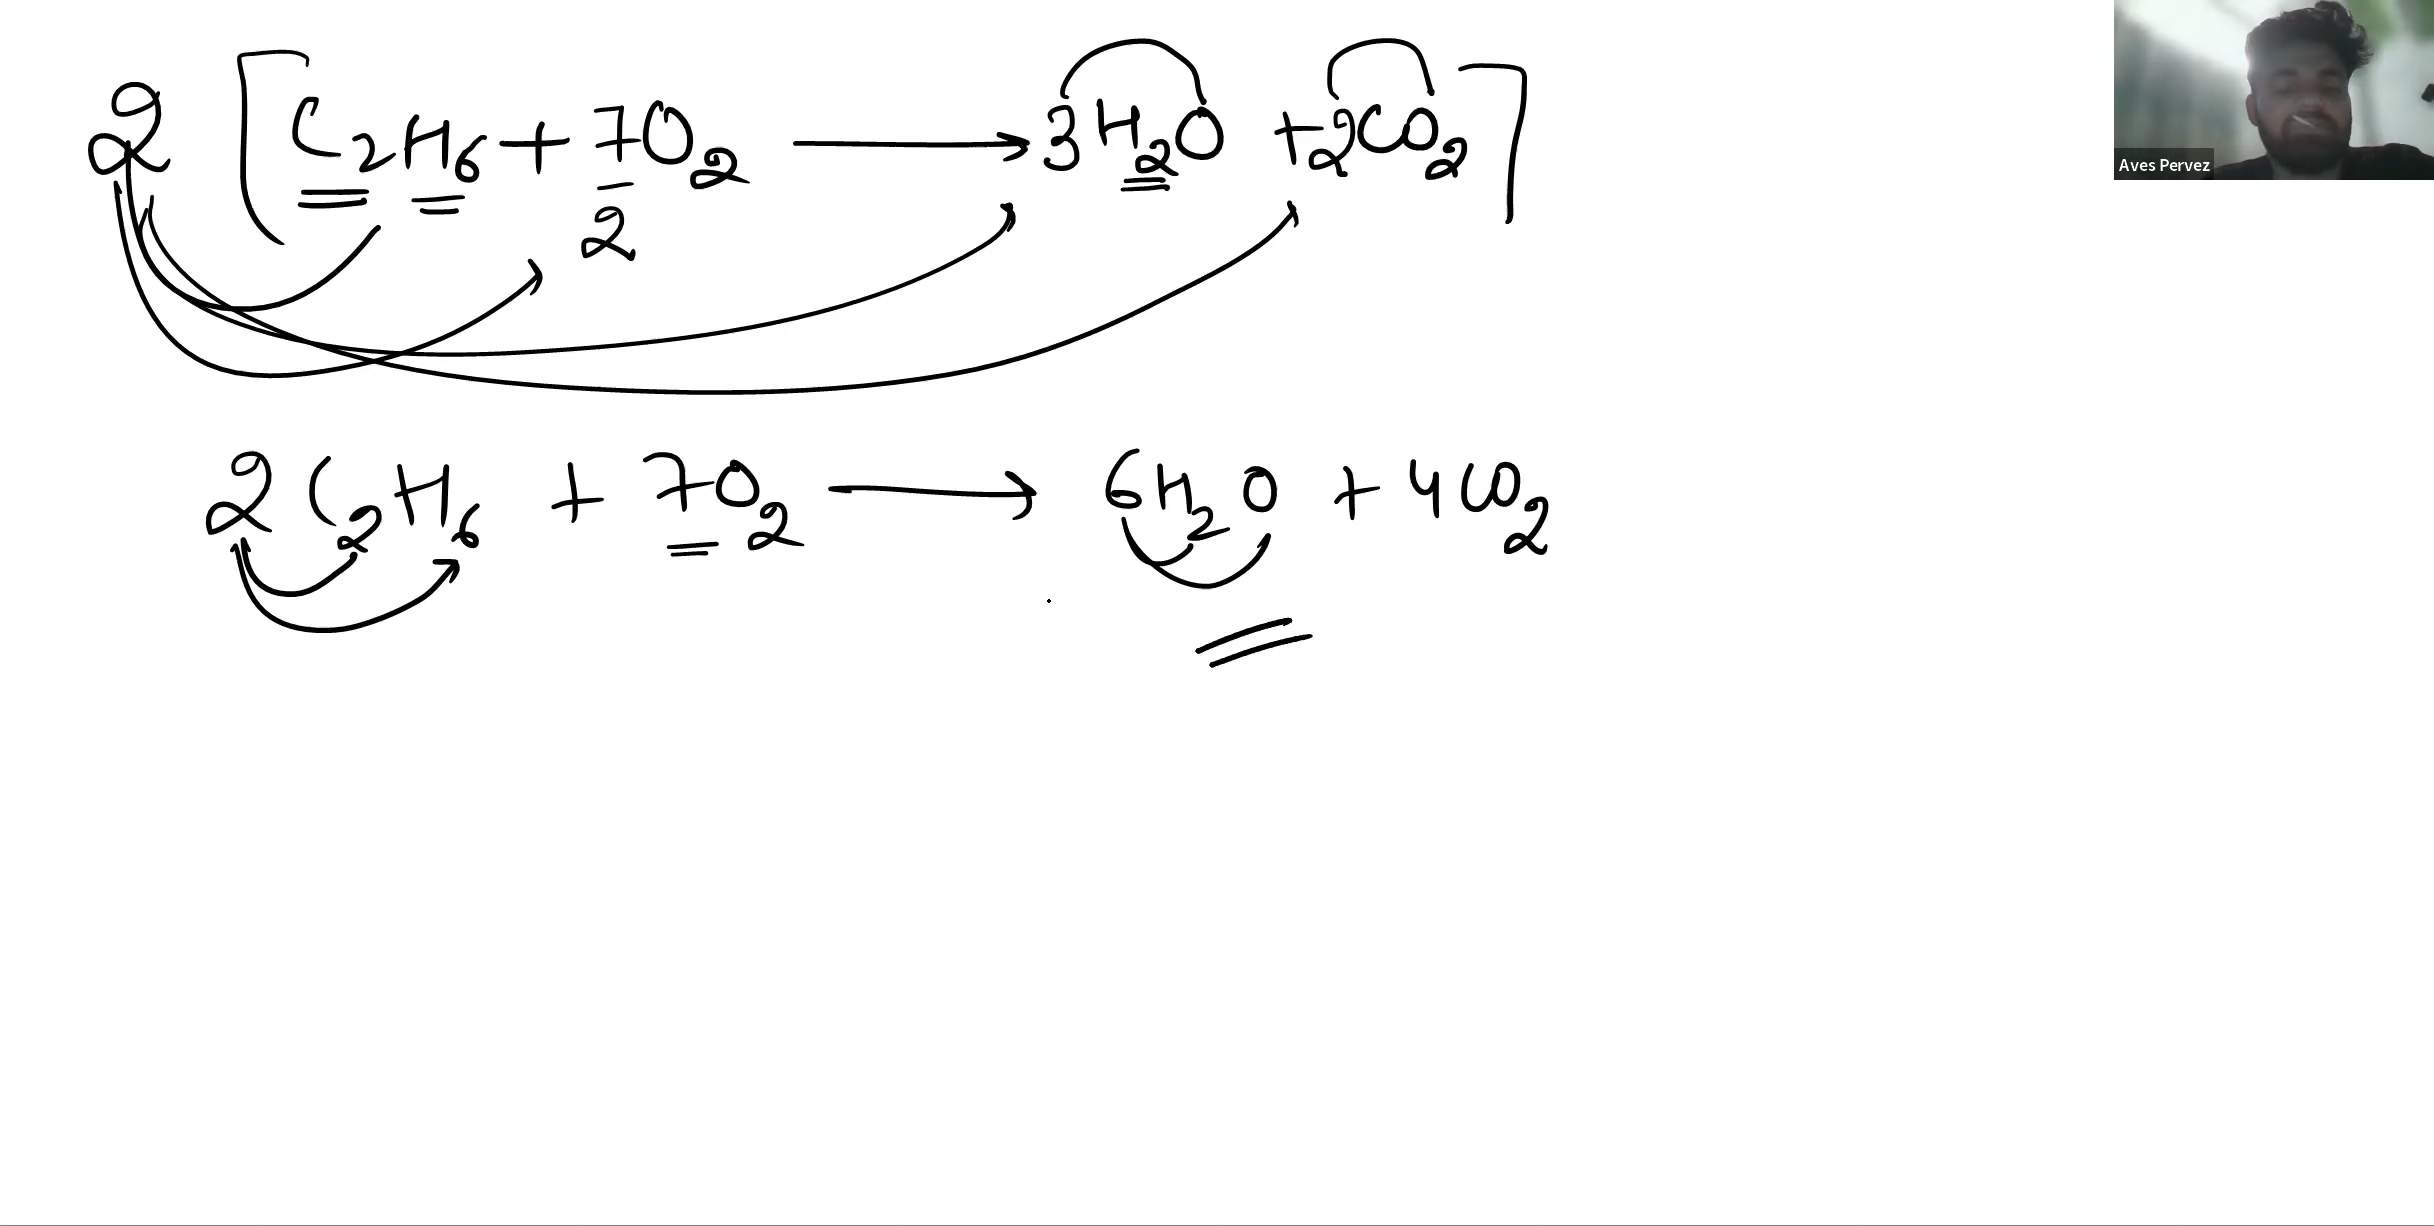 2 [C₂H₆ + 7/2 O₂ ⟶ 3H₂O + 2CO₂]
2C₂H₆ + 7O₂ ⟶ 6H₂O + 4CO₂
Aves Pervez